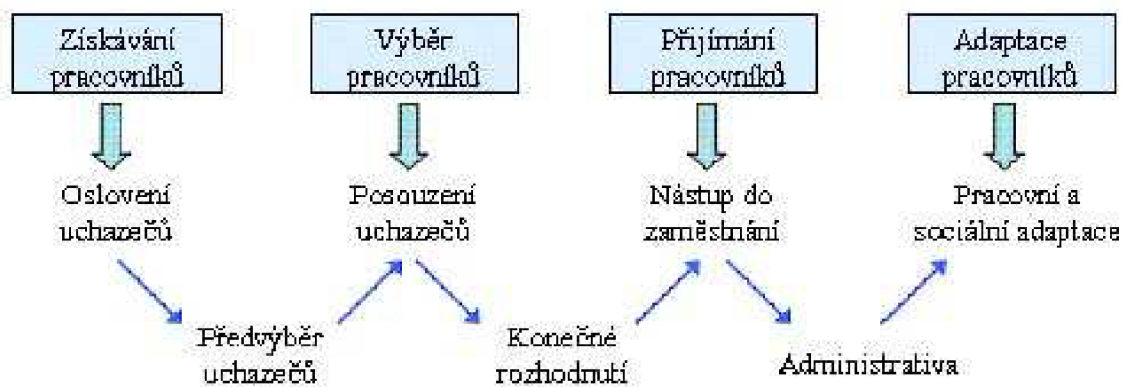 Získávání
pracovníků
Výběr
pracovníků
Přijímání
pracovníků
Adaptace
pracovníků
Oslovení
uchazečů
Posouzení
uchazečů
Nástup do
zaměstnání
Pracovní a
sociální adaptace
Předvýběr
uchazečů
Konečné
rozhodnutí
Administrativa